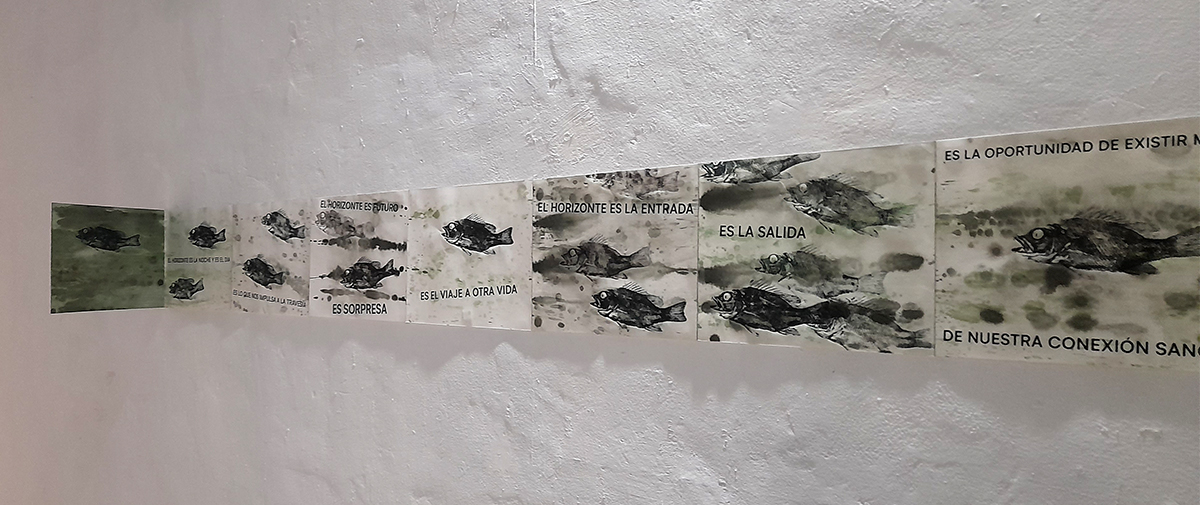 EL HORIZONTE ES LA NOCHE Y ES EL DÍA
ES LO QUE NOS IMPULSA A LA TRAVESÍA
EL HORIZONTE ES FUTURO
ES SORPRESA
ES EL VIAJE A OTRA VIDA
EL HORIZONTE ES LA ENTRADA
ES LA SALIDA
ES LA OPORTUNIDAD DE EXISTIR
DE NUESTRA CONEXIÓN